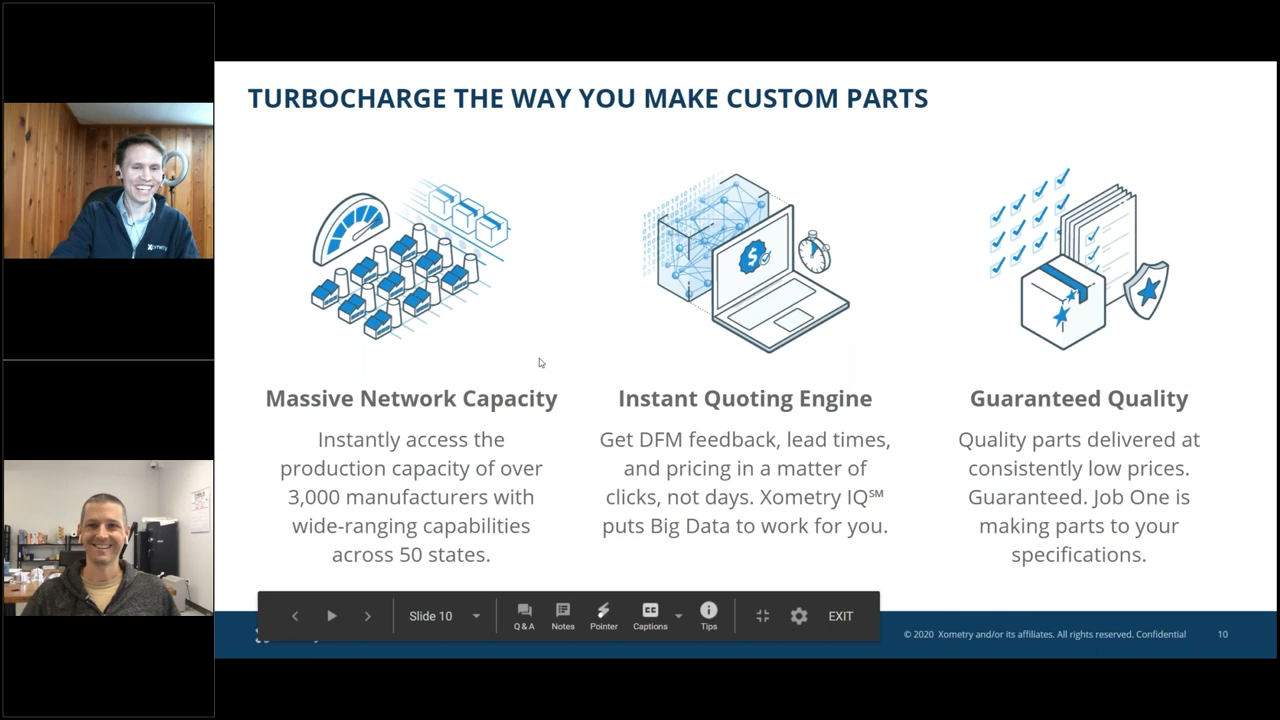 TURBOCHARGE THE WAY YOU MAKE CUSTOM PARTS
Xometry
Massive Network Capacity
Instantly access the
production capacity of over
3,000 manufacturers with
wide-ranging capabilities
across 50 states.
Instant Quoting Engine
Get DFM feedback, lead times,
and pricing in a matter of
clicks, not days. Xometry IQ℠
puts Big Data to work for you.
Guaranteed Quality
Quality parts delivered at
consistently low prices.
Guaranteed. Job One is
making parts to your
specifications.
Slide 10
Q & A
Notes
Pointer
CC
Captions
Tips
EXIT
© 2020 Xometry and/or its affiliates. All rights reserved. Confidential
10